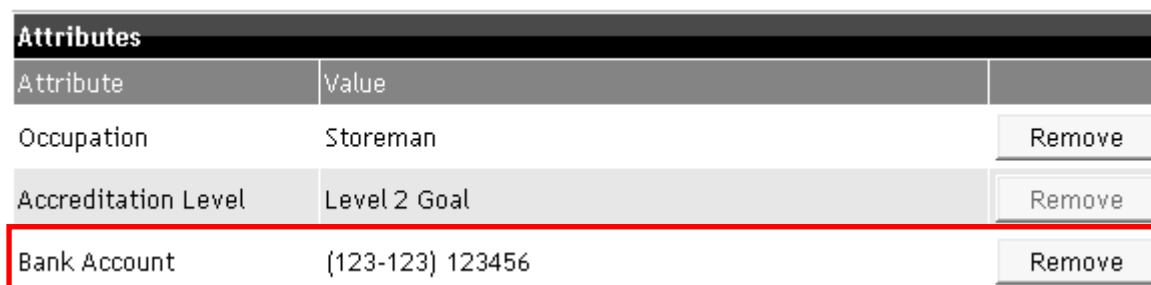 Attributes
Attribute Value
Occupation Storeman Remove
Accreditation Level Level 2 Goal Remove
Bank Account (123-123) 123456 Remove